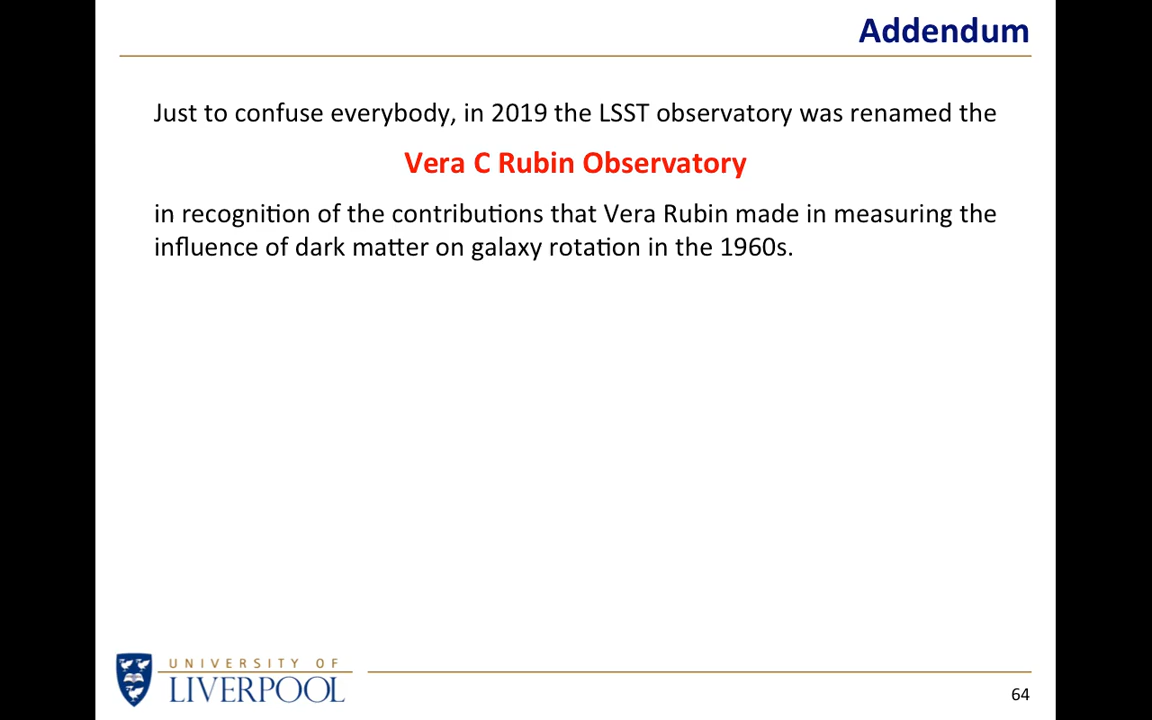 Addendum
Just to confuse everybody, in 2019 the LSST observatory was renamed the
Vera C Rubin Observatory
in recognition of the contributions that Vera Rubin made in measuring the
influence of dark matter on galaxy rotation in the 1960s.
UNIVERSITY OF
LIVERPOOL
64